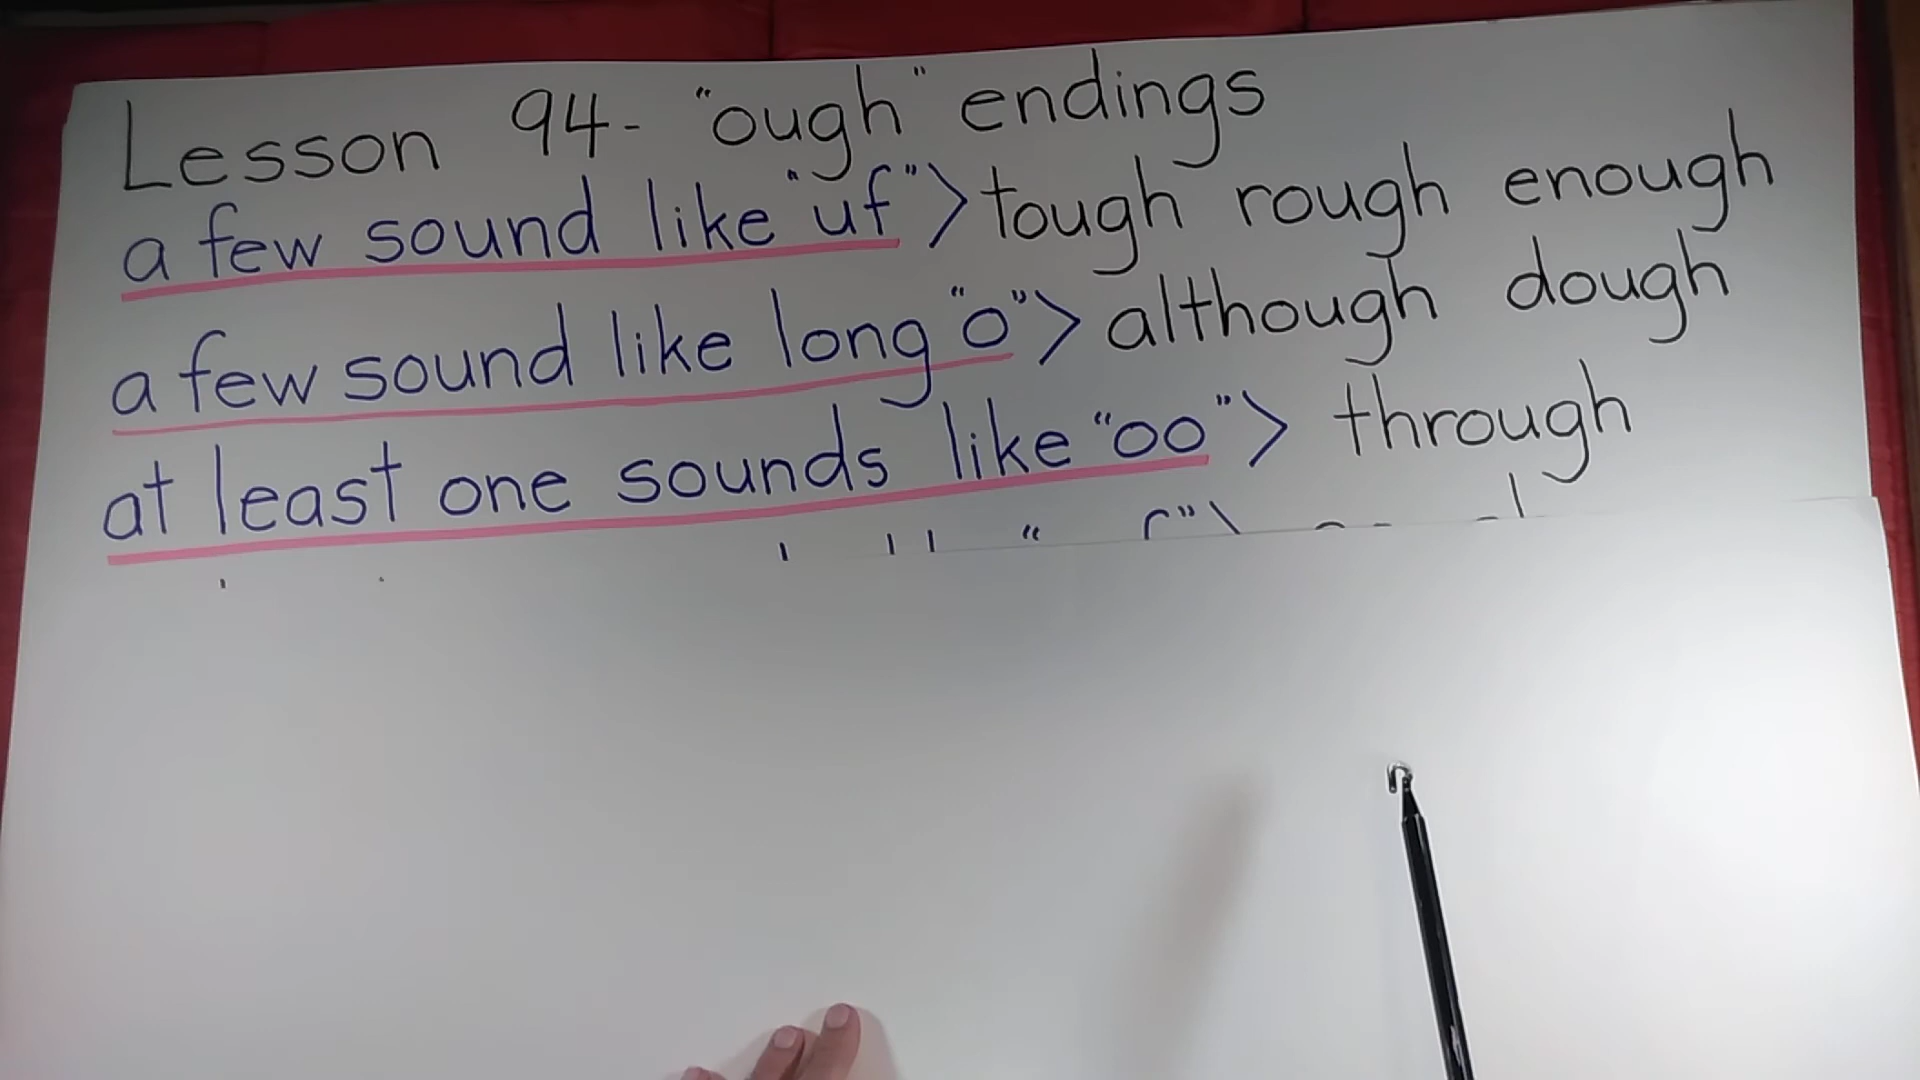 Lesson 94- "ough" endings
a few sound like "uf"> tough rough enough
a few sound like long "o"> although dough
at least one sounds like "oo"> through